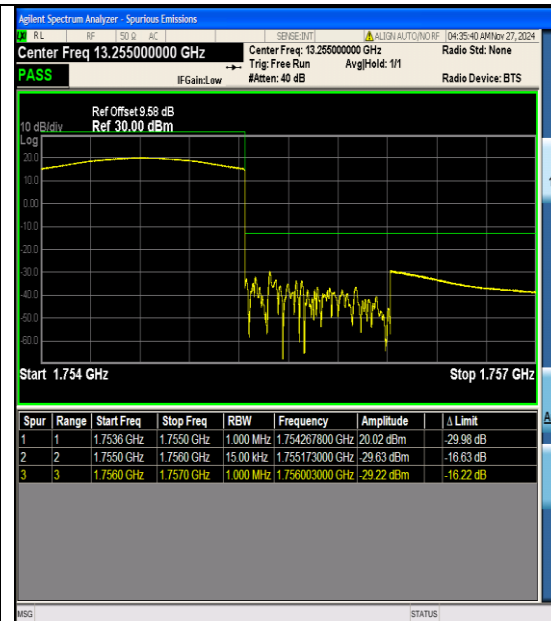 Agilent Spectrum Analyzer - Spurious Emissions
RL RF 50 Ω AC SENSE:INT ALIGN AUTO/NO RF 04:35:40 AM Nov 27, 2024
Center Freq 13.255000000 GHz Center Freq: 13.255000000 GHz Radio Std: None
Trig: Free Run Avg|Hold: 1/1
PASS IFGain:Low #Atten: 40 dB Radio Device: BTS
Ref Offset 9.58 dB
10 dB/div Ref 30.00 dBm
Log
20.0
10.0
0.00
-10.0
-20.0
-30.0
-40.0
-50.0
-60.0
Start 1.754 GHz Stop 1.757 GHz
Spur Range Start Freq Stop Freq RBW Frequency Amplitude Δ Limit
1 1 1.7536 GHz 1.7550 GHz 1.000 MHz 1.754267800 GHz 20.02 dBm -29.98 dB
2 2 1.7550 GHz 1.7560 GHz 15.00 kHz 1.755173000 GHz -29.63 dBm -16.63 dB
3 3 1.7560 GHz 1.7570 GHz 1.000 MHz 1.756003000 GHz -29.22 dBm -16.22 dB
MSG STATUS